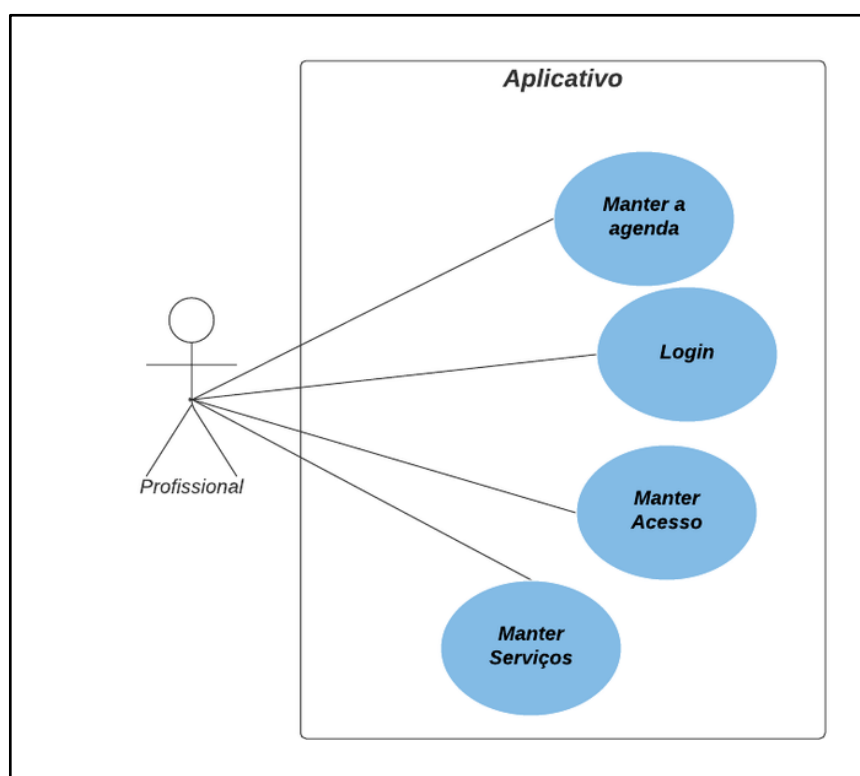 Aplicativo
Manter a
agenda
Login
Profissional
Manter
Acesso
Manter
Serviços